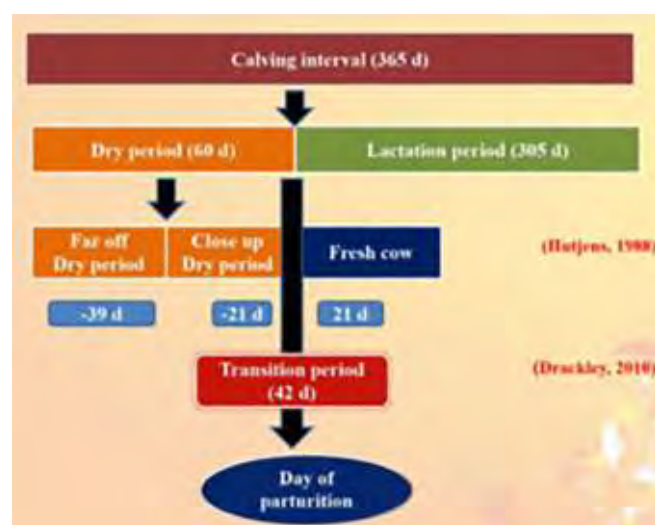 Calving interval (365 d)
Dry period (60 d)
Lactation period (305 d)
Far off
Dry period
Close up
Dry period
Fresh cow
(Hutjens, 1988)
-39 d
-21 d
21 d
Transition period
(42 d)
(Drackley, 2010)
Day of
parturition